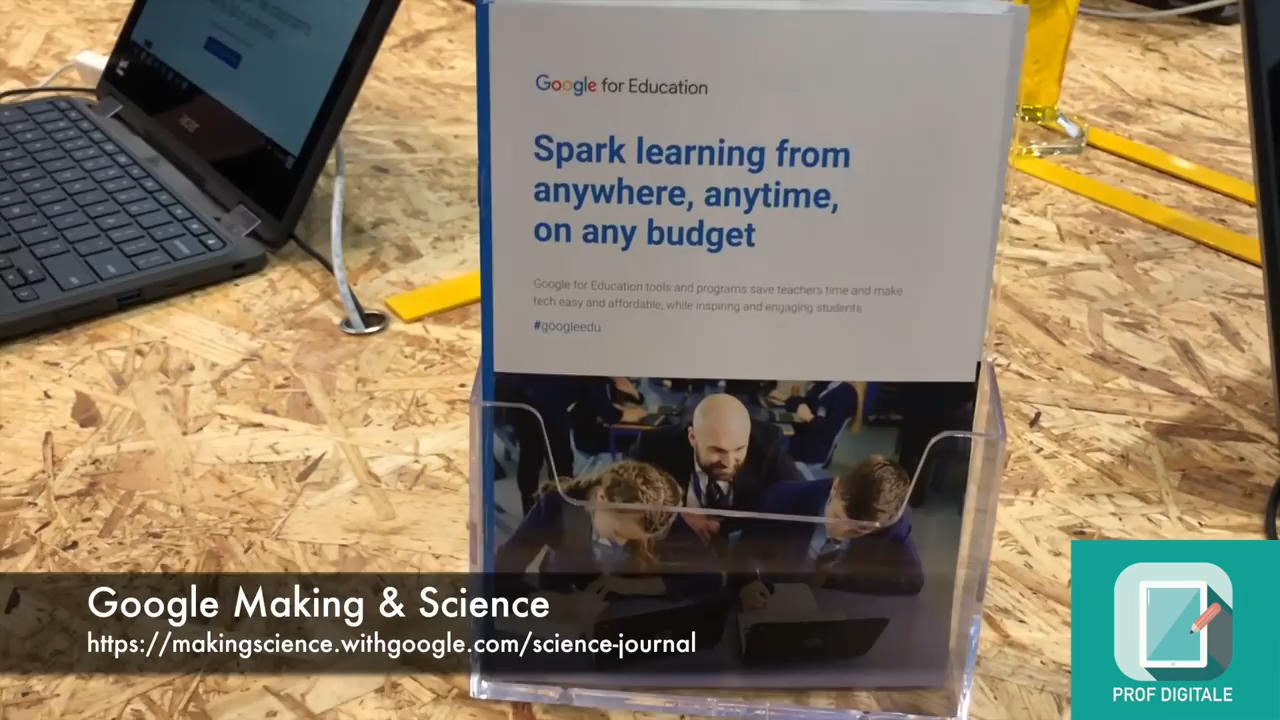 Google for Education
Spark learning from
anywhere, anytime,
on any budget
Google for Education tools and programs save teachers time and make
tech easy and affordable, while inspiring and engaging students
#googleedu
acer
Google Making & Science
https://makingscience.withgoogle.com/science-journal
PROF DIGITALE